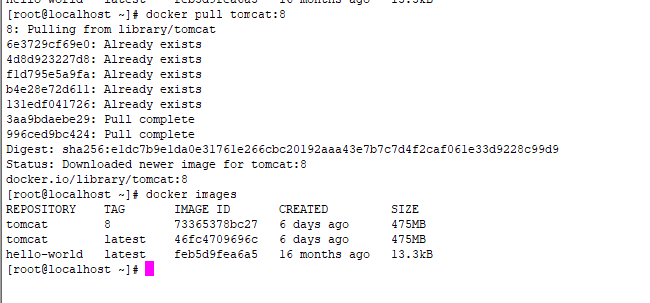 hello-world   latest    feb5d9fea6a5   16 months ago   13.3kB
[root@localhost ~]# docker pull tomcat:8
8: Pulling from library/tomcat
6e3729cf69e0: Already exists
4d8d923227d8: Already exists
f1d795e5a9fa: Already exists
b4e28e72d611: Already exists
131edf041726: Already exists
3aa9bdaebe29: Pull complete
996ced9bc424: Pull complete
Digest: sha256:e1dc7b9e1da0e31761e266cbc20192aaa43e7b7c7d4f2caf061e33d9228c99d9
Status: Downloaded newer image for tomcat:8
docker.io/library/tomcat:8
[root@localhost ~]# docker images
REPOSITORY    TAG       IMAGE ID       CREATED         SIZE
tomcat        8         73365378bc27   6 days ago      475MB
tomcat        latest    46fc4709696c   6 days ago      475MB
hello-world   latest    feb5d9fea6a5   16 months ago   13.3kB
[root@localhost ~]#